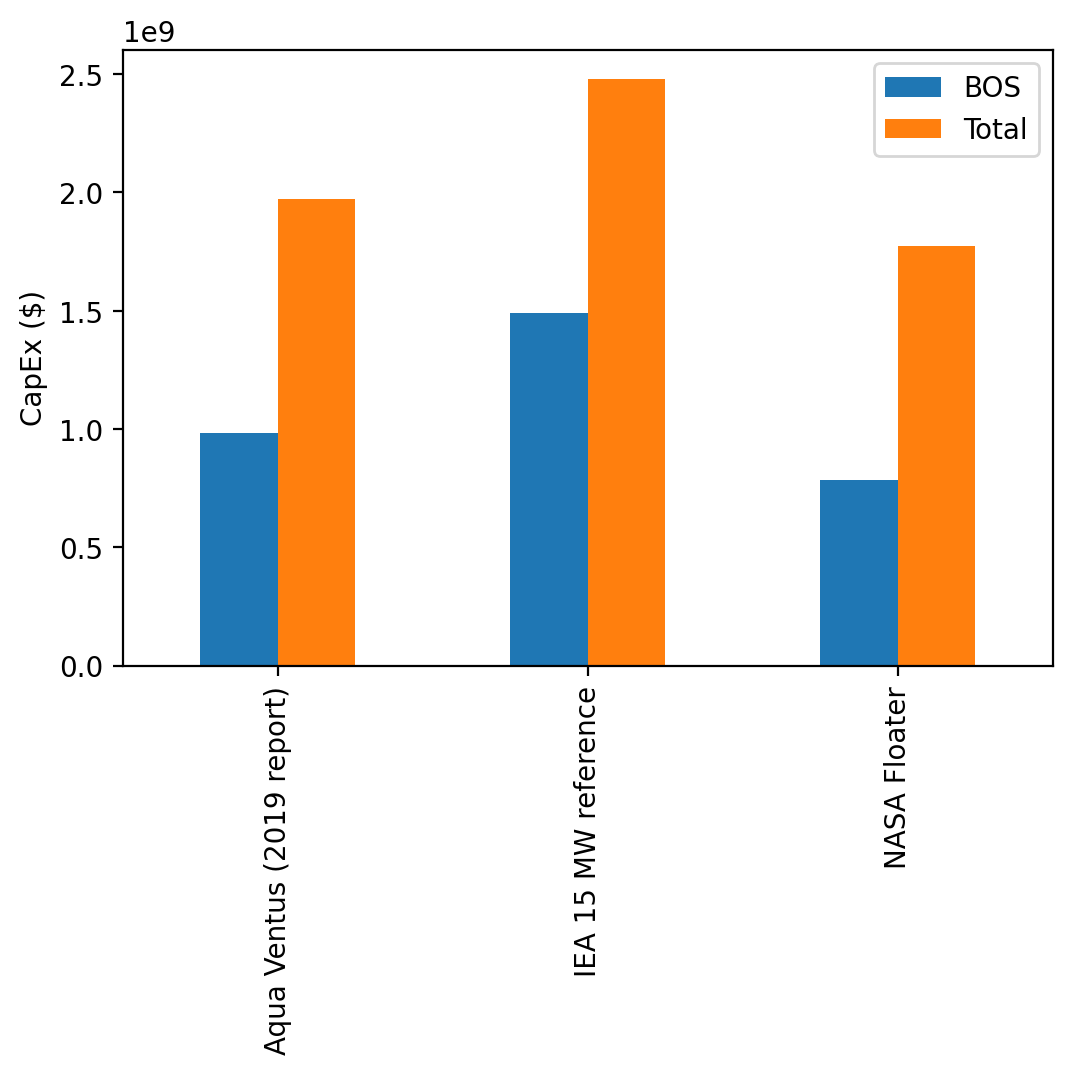 1e9
2.5
2.0
1.5
1.0
0.5
0.0
CapEx ($)
BOS
Total
Aqua Ventus (2019 report)
IEA 15 MW reference
NASA Floater